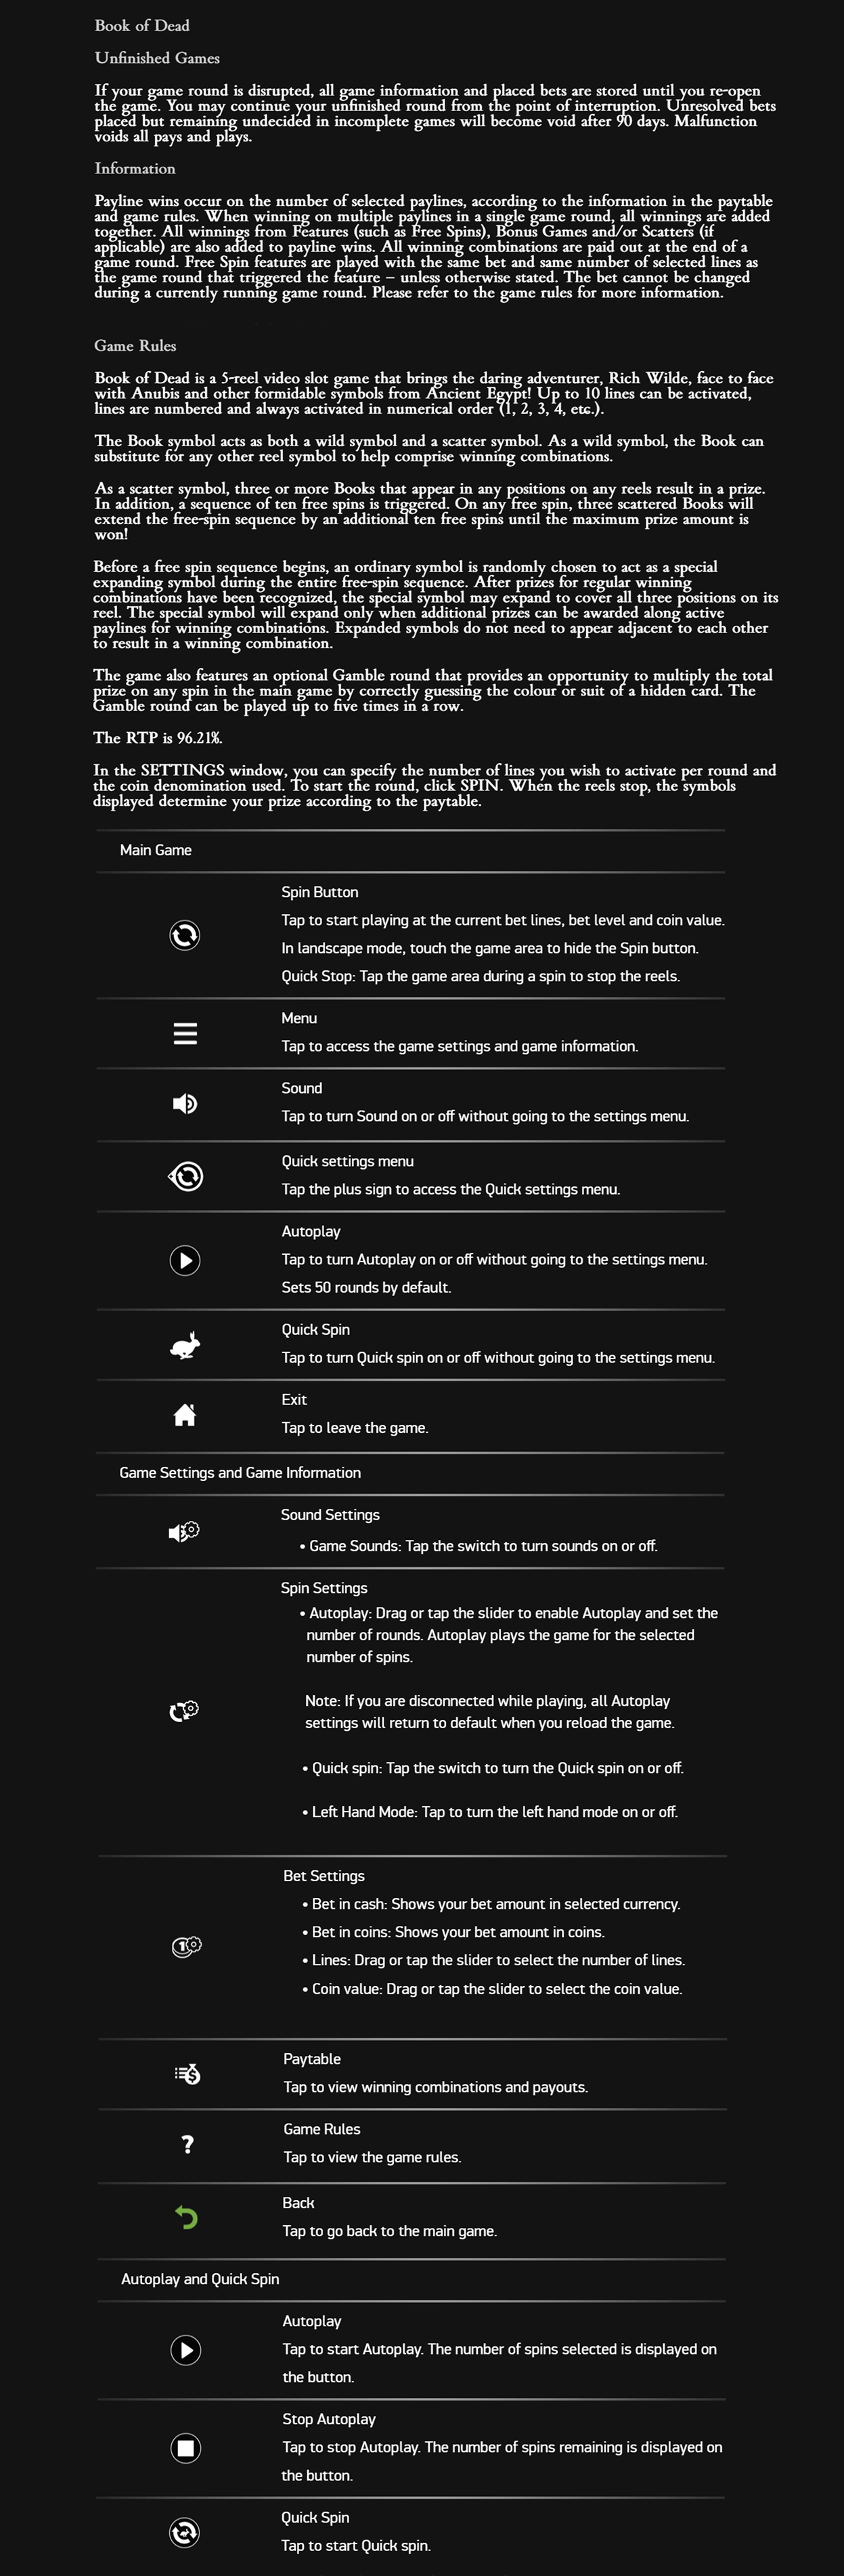 Book of Dead
Unfinished Games
If your game round is disrupted, all game information and placed bets are stored until you re-open
the game. You may continue your unfinished round from the point of interruption. Unresolved bets
placed but remaining undecided in incomplete games will become void after 90 days. Malfunction
voids all pays and plays.
Information
Payline wins occur on the number of selected paylines, according to the information in the paytable
and game rules. When winning on multiple paylines in a single game round, all winnings are added
together. All winnings from Features (such as Free Spins), Bonus Games and/or Scatters (if
applicable) are also added to payline wins. All winning combinations are paid out at the end of a
game round. Free Spin features are played with the same bet and same number of selected lines as
the game round that triggered the feature – unless otherwise stated. The bet cannot be changed
during a currently running game round. Please refer to the game rules for more information.
Game Rules
Book of Dead is a 5-reel video slot game that brings the daring adventurer, Rich Wilde, face to face
with Anubis and other formidable symbols from Ancient Egypt! Up to 10 lines can be activated,
lines are numbered and always activated in numerical order (1, 2, 3, 4, etc.).
The Book symbol acts as both a wild symbol and a scatter symbol. As a wild symbol, the Book can
substitute for any other reel symbol to help comprise winning combinations.
As a scatter symbol, three or more Books that appear in any positions on any reels result in a prize.
In addition, a sequence of ten free spins is triggered. On any free spin, three scattered Books will
extend the free-spin sequence by an additional ten free spins until the maximum prize amount is
won!
Before a free spin sequence begins, an ordinary symbol is randomly chosen to act as a special
expanding symbol during the entire free-spin sequence. After prizes for regular winning
combinations have been recognized, the special symbol may expand to cover all three positions on its
reel. The special symbol will expand only when additional prizes can be awarded along active
paylines for winning combinations. Expanded symbols do not need to appear adjacent to each other
to result in a winning combination.
The game also features an optional Gamble round that provides an opportunity to multiply the total
prize on any spin in the main game by correctly guessing the colour or suit of a hidden card. The
Gamble round can be played up to five times in a row.
The RTP is 96.21%.
In the SETTINGS window, you can specify the number of lines you wish to activate per round and
the coin denomination used. To start the round, click SPIN. When the reels stop, the symbols
displayed determine your prize according to the paytable.
Main Game
Spin Button
Tap to start playing at the current bet lines, bet level and coin value.
In landscape mode, touch the game area to hide the Spin button.
Quick Stop: Tap the game area during a spin to stop the reels.
Menu
Tap to access the game settings and game information.
Sound
Tap to turn Sound on or off without going to the settings menu.
Quick settings menu
Tap the plus sign to access the Quick settings menu.
Autoplay
Tap to turn Autoplay on or off without going to the settings menu.
Sets 50 rounds by default.
Quick Spin
Tap to turn Quick spin on or off without going to the settings menu.
Exit
Tap to leave the game.
Game Settings and Game Information
Sound Settings
• Game Sounds: Tap the switch to turn sounds on or off.
Spin Settings
• Autoplay: Drag or tap the slider to enable Autoplay and set the
number of rounds. Autoplay plays the game for the selected
number of spins.
Note: If you are disconnected while playing, all Autoplay
settings will return to default when you reload the game.
• Quick spin: Tap the switch to turn the Quick spin on or off.
• Left Hand Mode: Tap to turn the left hand mode on or off.
Bet Settings
• Bet in cash: Shows your bet amount in selected currency.
• Bet in coins: Shows your bet amount in coins.
• Lines: Drag or tap the slider to select the number of lines.
• Coin value: Drag or tap the slider to select the coin value.
Paytable
Tap to view winning combinations and payouts.
Game Rules
Tap to view the game rules.
Back
Tap to go back to the main game.
Autoplay and Quick Spin
Autoplay
Tap to start Autoplay. The number of spins selected is displayed on
the button.
Stop Autoplay
Tap to stop Autoplay. The number of spins remaining is displayed on
the button.
Quick Spin
Tap to start Quick spin.